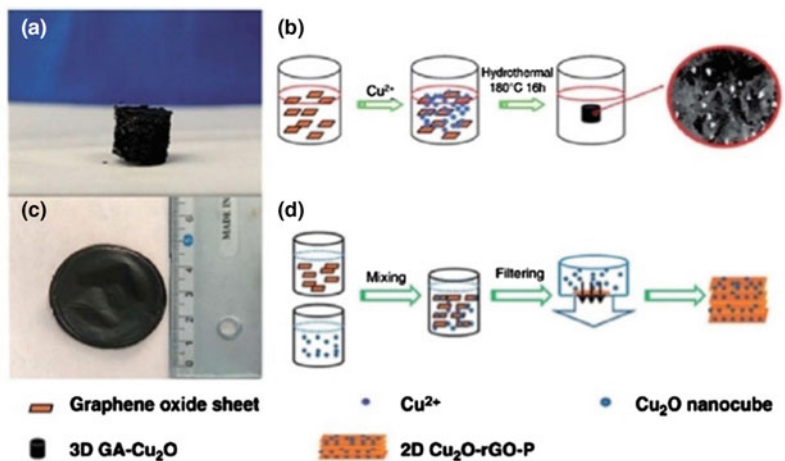 (a)
(b)
Cu²⁺
Hydrothermal
180°C 16h
(c)
MADE IN
(d)
Mixing
Filtering
Graphene oxide sheet
Cu²⁺
Cu₂O nanocube
3D GA-Cu₂O
2D Cu₂O-rGO-P